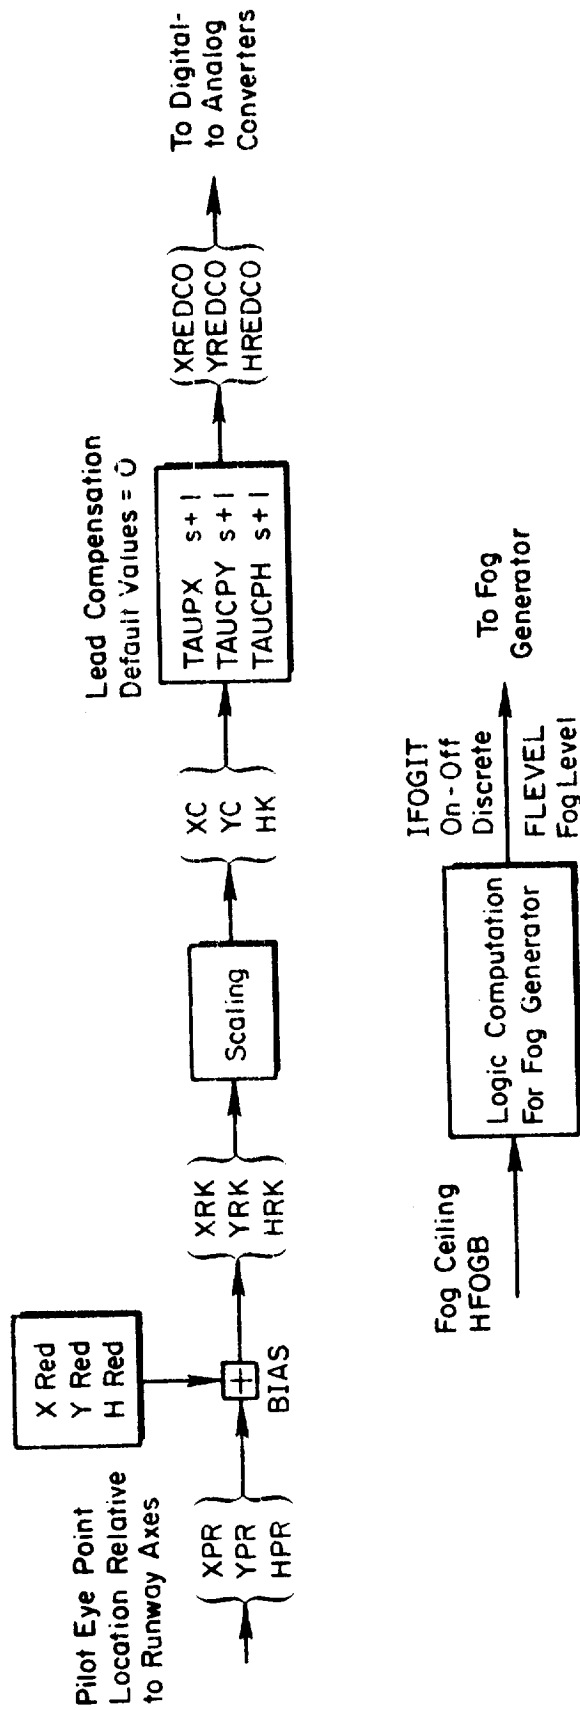 Pilot Eye Point
Location Relative
to Runway Axes
XPR
YPR
HPR
X Red
Y Red
H Red
+
BIAS
XRK
YRK
HRK
Scaling
XC
YC
HK
Lead Compensation
Default Values = 0
TAUPX s+1
TAUCPY s+1
TAUCPH s+1
XREDCO
YREDCO
HREDCO
To Digital-
to Analog
Converters
Fog Ceiling
HFOGB
Logic Computation
For Fog Generator
IFOGIT
On-Off
Discrete
FLEVEL
Fog Level
To Fog
Generator